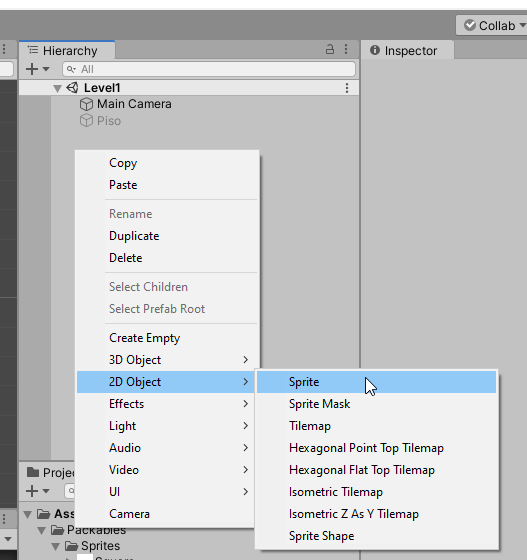 Collab
Hierarchy
Inspector
All
Level1
Main Camera
Piso
Copy
Paste
Rename
Duplicate
Delete
Select Children
Select Prefab Root
Create Empty
3D Object
2D Object
Effects
Light
Audio
Video
UI
Camera
Sprite
Sprite Mask
Tilemap
Hexagonal Point Top Tilemap
Hexagonal Flat Top Tilemap
Isometric Tilemap
Isometric Z As Y Tilemap
Sprite Shape
Projec
Ass
Packables
Sprites